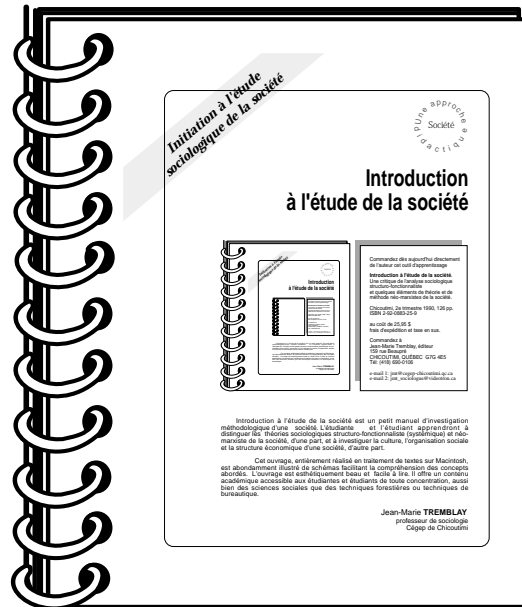 Initiation à l'étude
sociologique de la société
Une approche
Société
didactique
Introduction
à l'étude de la société
Introduction
à l'étude de la société
Commandez dès aujourd'hui directement
de l'auteur cet outil d'apprentissage
Introduction à l'étude de la société.
Une critique de l'analyse sociologique
structuro-fonctionnaliste
et quelques éléments de théorie et de
méthode néo-marxistes de la société.
Chicoutimi, 2e trimestre 1990, 126 pp.
ISBN 2-92-0883-25-9
au coût de 25,95 $
frais d'expédition et taxe en sus.
Commandez à
Jean-Marie Tremblay, éditeur
159 rue Beaupré
CHICOUTIMI, QUÉBEC G7G 4E5
Tél: (418) 690-0106
e-mail 1: jmt@cegep-chicoutimi.qc.ca
e-mail 2: jmt_sociologue@videotron.ca
Introduction à l'étude de la société est un petit manuel d'investigation
méthodologique d'une société. L'étudiante et l'étudiant apprendront à
distinguer les théories sociologiques structuro-fonctionnaliste (systémique) et néo-
marxiste de la société, d'une part, et à investiguer la culture, l'organisation sociale
et la structure économique d'une société, d'autre part.
Cet ouvrage, entièrement réalisé en traitement de textes sur Macintosh,
est abondamment illustré de schémas facilitant la compréhension des concepts
abordés. L'ouvrage est esthétiquement beau et facile à lire. Il offre un contenu
académique accessible aux étudiantes et étudiants de toute concentration, aussi
bien des sciences sociales que des techniques forestières ou techniques de
bureautique.
Jean-Marie TREMBLAY
professeur de sociologie
Cégep de Chicoutimi